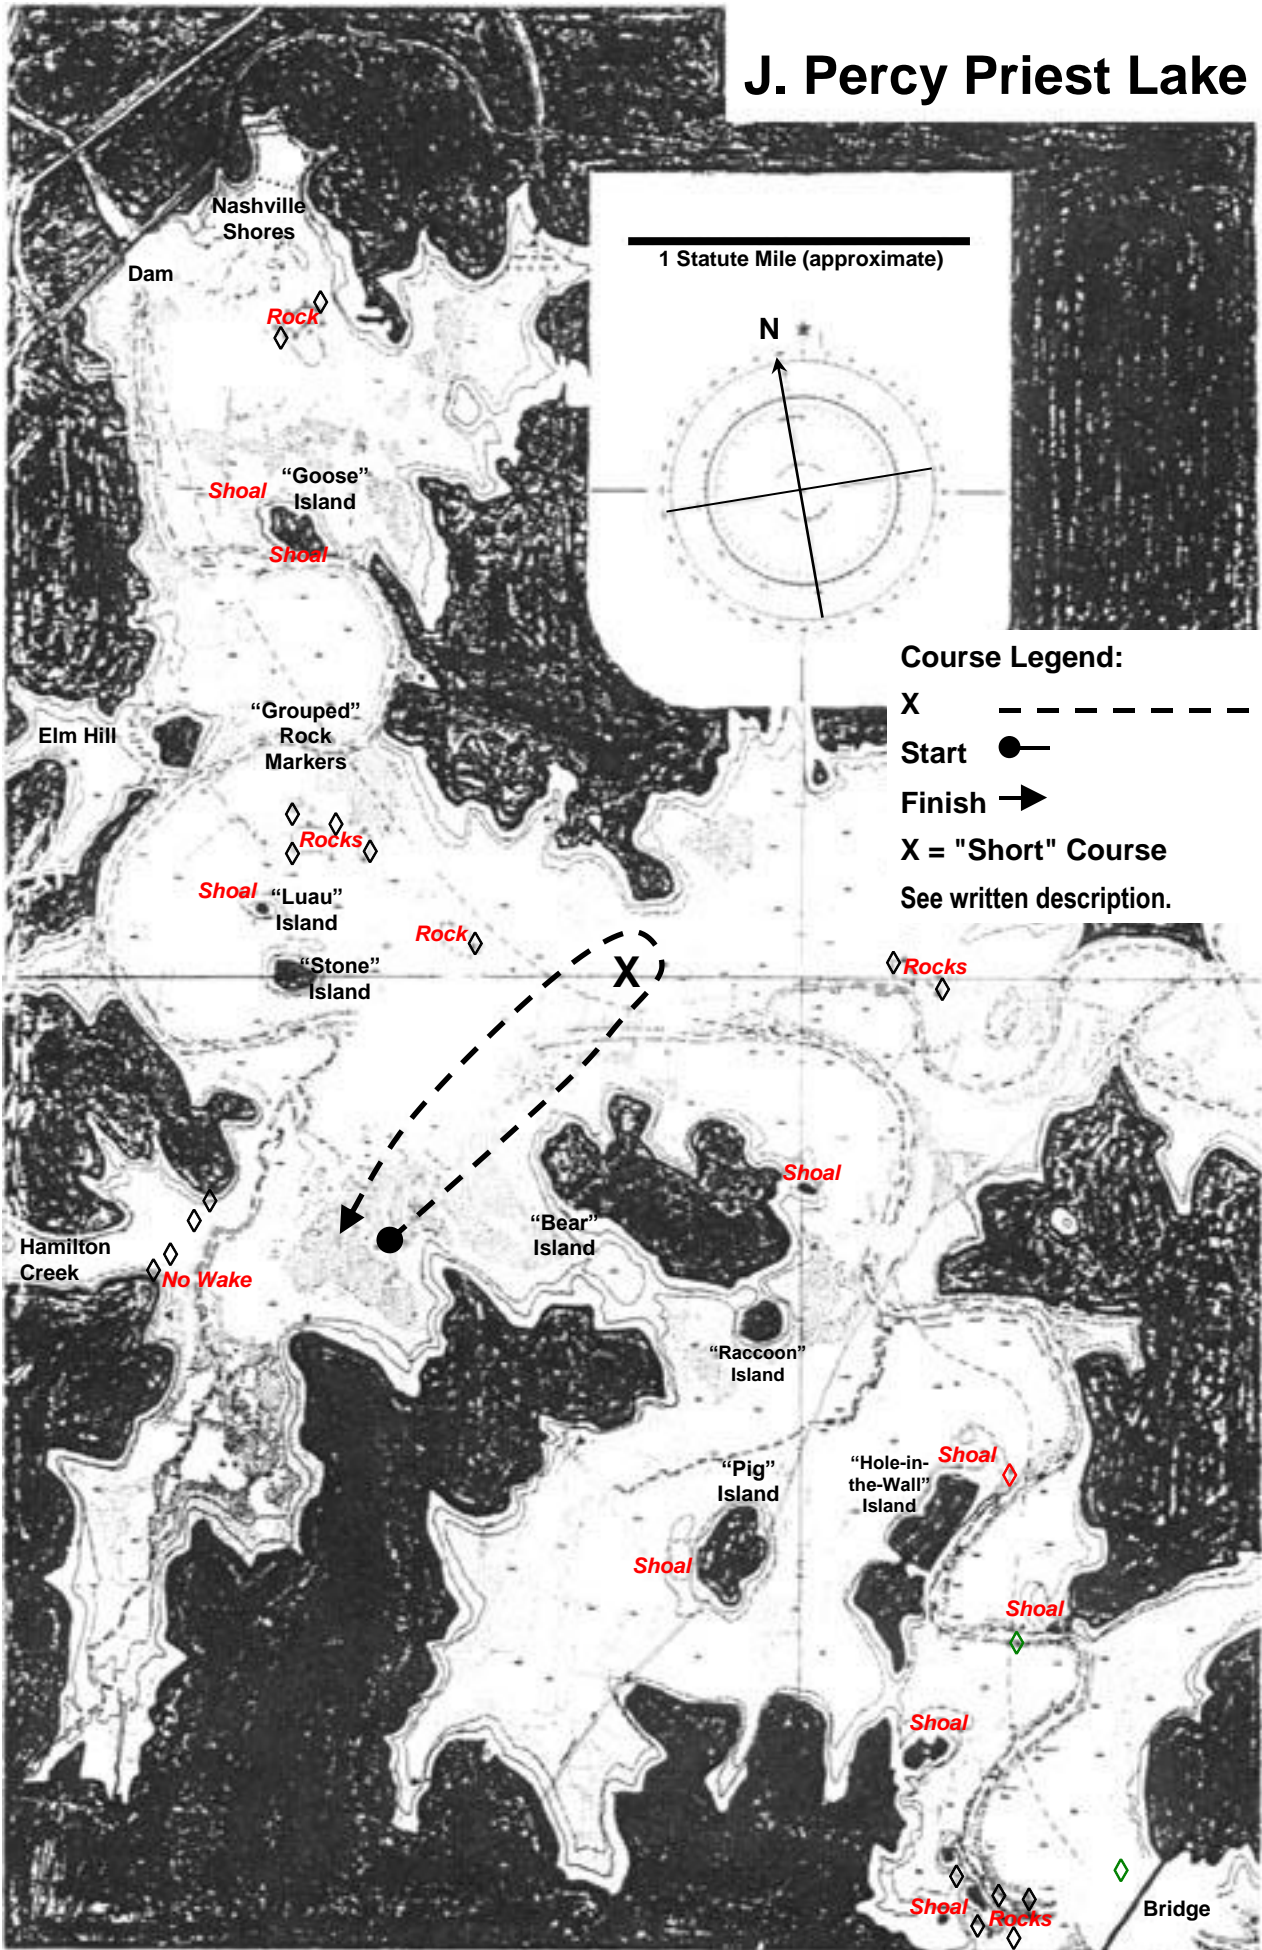 J. Percy Priest Lake
Nashville
Shores
Dam
1 Statute Mile (approximate)
Rock
N
"Goose"
Island
Shoal
Shoal
Course Legend:
X
Start
Finish
X = "Short" Course
See written description.
Elm Hill
"Grouped"
Rock
Markers
Rocks
Shoal
"Luau"
Island
Rock
"Stone"
Island
X
Rocks
Shoal
"Bear"
Island
Hamilton
Creek
No Wake
"Raccoon"
Island
"Pig"
Island
"Hole-in-
the-Wall"
Island
Shoal
Shoal
Shoal
Shoal
Shoal
Rocks
Bridge